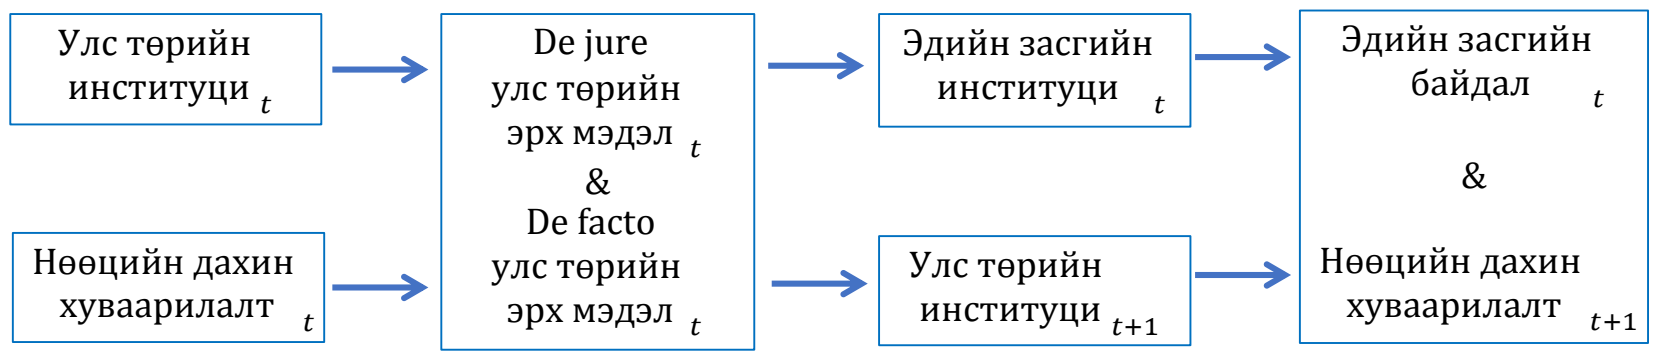 Улс төрийн
институци t
Нөөцийн дахин
хуваарилалт t
De jure
улс төрийн
эрх мэдэл t
&
De facto
улс төрийн
эрх мэдэл t
Эдийн засгийн
институци t
Улс төрийн
институци t+1
Эдийн засгийн
байдал t
&
Нөөцийн дахин
хуваарилалт t+1